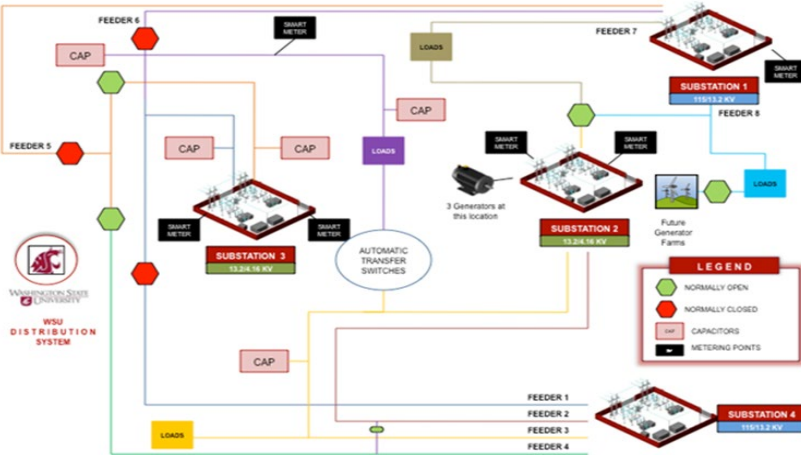 FEEDER 6
SMART
METER
CAP
LOADS
FEEDER 7
SMART
METER
SUBSTATION 1
115/13.2 KV
FEEDER 8
CAP
FEEDER 5
CAP
CAP
LOADS
SMART
METER
SMART
METER
LOADS
3 Generators at
this location
Future
Generator
Farms
SMART
METER
SMART
METER
SUBSTATION 2
13.2/4.16 KV
SUBSTATION 3
13.2/4.16 KV
AUTOMATIC
TRANSFER
SWITCHES
WASHINGTON STATE
UNIVERSITY
WSU
DISTRIBUTION
SYSTEM
LEGEND
NORMALLY OPEN
NORMALLY CLOSED
CAP
CAPACITORS
METERING POINTS
CAP
FEEDER 1
FEEDER 2
FEEDER 3
FEEDER 4
LOADS
SUBSTATION 4
115/13.2 KV